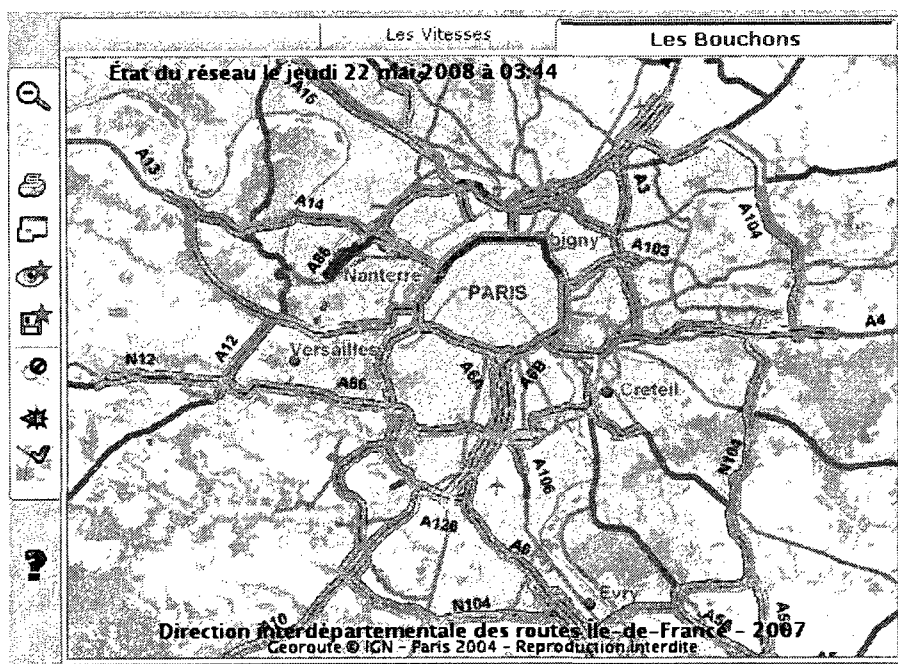 Les Vitesses
Les Bouchons
État du réseau le jeudi 22 mai 2008 à 03:44
A15
A13
A14
A3
A104
A86
Nanterre
bigny
A103
PARIS
A4
A12
Versailles
N12
A86
A6A
A6B
Creteil
N104
A106
A126
A6
Evry
N104
A10
Direction interdépartementale des routes Ile-de-France - 2007
Georoute © IGN - Paris 2004 - Reproduction interdite
?